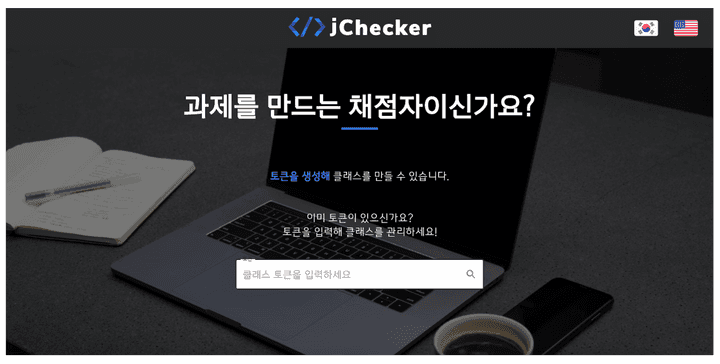 </> jChecker
과제를 만드는 채점자이신가요?
토큰을 생성해 클래스를 만들 수 있습니다.
이미 토큰이 있으신가요?
토큰을 입력해 클래스를 관리하세요!
클래스 토큰을 입력하세요